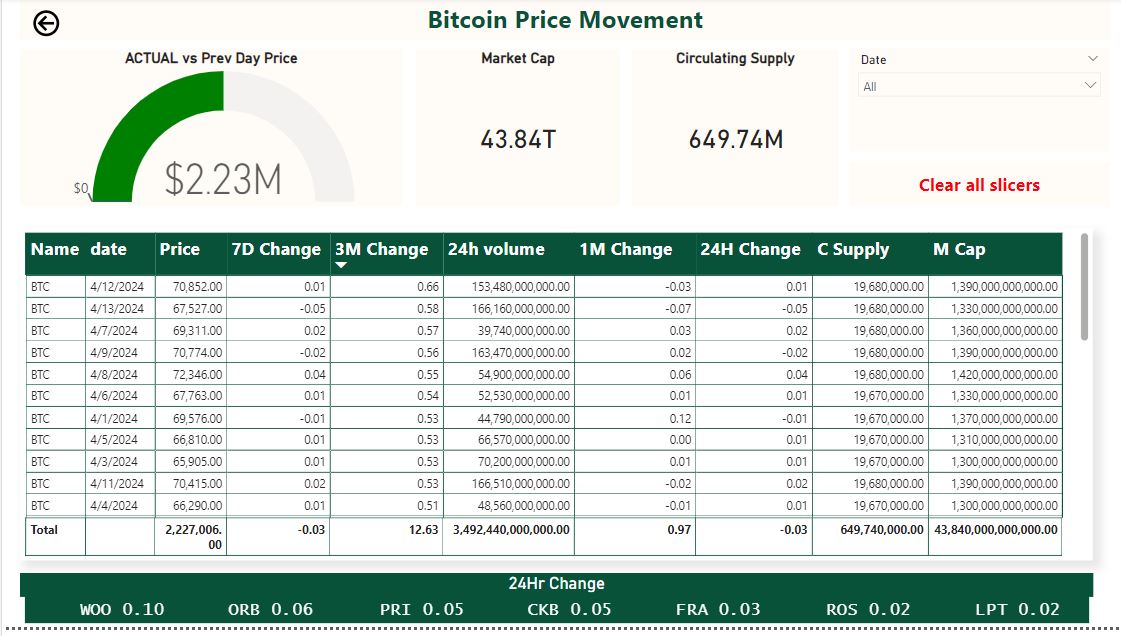 Bitcoin Price Movement
ACTUAL vs Prev Day Price
$0
$2.23M
Market Cap
43.84T
Circulating Supply
649.74M
Date
All
Clear all slicers
Name date Price 7D Change 3M Change 24h volume 1M Change 24H Change C Supply M Cap
BTC 4/12/2024 70,852.00 0.01 0.66 153,480,000,000.00 -0.03 0.01 19,680,000.00 1,390,000,000,000.00
BTC 4/13/2024 67,527.00 -0.05 0.58 166,160,000,000.00 -0.07 -0.05 19,680,000.00 1,330,000,000,000.00
BTC 4/7/2024 69,311.00 0.02 0.57 39,740,000,000.00 0.03 0.02 19,680,000.00 1,360,000,000,000.00
BTC 4/9/2024 70,774.00 -0.02 0.56 163,470,000,000.00 0.02 -0.02 19,680,000.00 1,390,000,000,000.00
BTC 4/8/2024 72,346.00 0.04 0.55 54,900,000,000.00 0.06 0.04 19,680,000.00 1,420,000,000,000.00
BTC 4/6/2024 67,763.00 0.01 0.54 52,530,000,000.00 0.01 0.01 19,670,000.00 1,330,000,000,000.00
BTC 4/1/2024 69,576.00 -0.01 0.53 44,790,000,000.00 0.12 -0.01 19,670,000.00 1,370,000,000,000.00
BTC 4/5/2024 66,810.00 0.01 0.53 66,570,000,000.00 0.00 0.01 19,670,000.00 1,310,000,000,000.00
BTC 4/3/2024 65,905.00 0.01 0.53 70,200,000,000.00 0.01 0.01 19,670,000.00 1,300,000,000,000.00
BTC 4/11/2024 70,415.00 0.02 0.53 166,510,000,000.00 -0.02 0.02 19,680,000.00 1,390,000,000,000.00
BTC 4/4/2024 66,290.00 0.01 0.51 48,560,000,000.00 -0.01 0.01 19,670,000.00 1,300,000,000,000.00
Total 2,227,006.00 -0.03 12.63 3,492,440,000,000.00 0.97 -0.03 649,740,000.00 43,840,000,000,000.00
24Hr Change
WOO 0.10 ORB 0.06 PRI 0.05 CKB 0.05 FRA 0.03 ROS 0.02 LPT 0.02